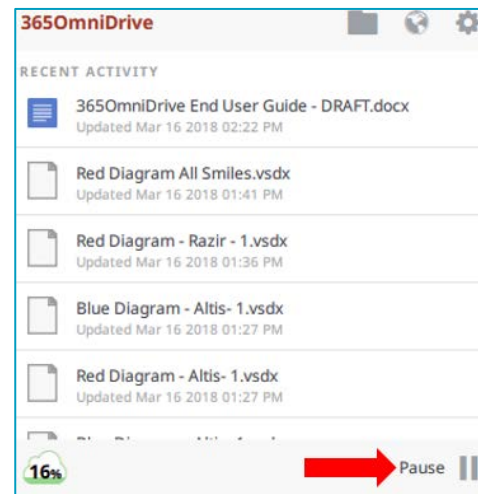 365OmniDrive
RECENT ACTIVITY
365OmniDrive End User Guide - DRAFT.docx
Updated Mar 16 2018 02:22 PM
Red Diagram All Smiles.vsdx
Updated Mar 16 2018 01:41 PM
Red Diagram - Razir - 1.vsdx
Updated Mar 16 2018 01:36 PM
Blue Diagram - Altis- 1.vsdx
Updated Mar 16 2018 01:27 PM
Red Diagram - Altis- 1.vsdx
Updated Mar 16 2018 01:27 PM
16%
Pause